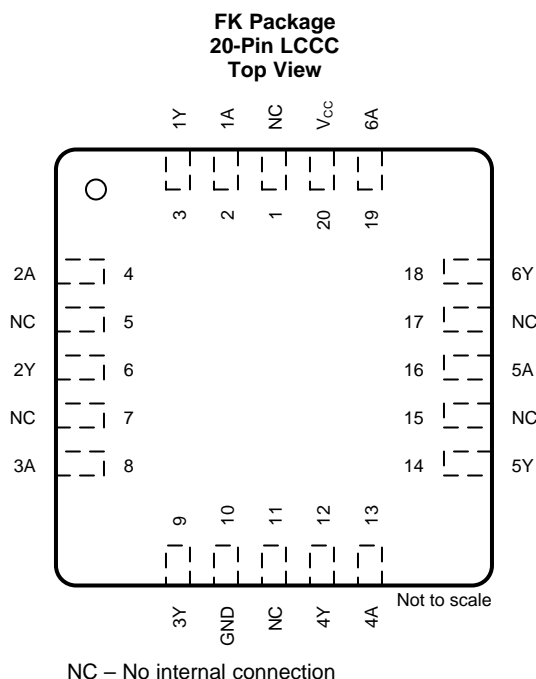 FK Package
20-Pin LCCC
Top View
1Y 1A NC VCC 6A
3 2 1 20 19
2A 4 18 6Y
NC 5 17 NC
2Y 6 16 5A
NC 7 15 NC
3A 8 14 5Y
9 10 11 12 13
3Y GND NC 4Y 4A
Not to scale
NC – No internal connection